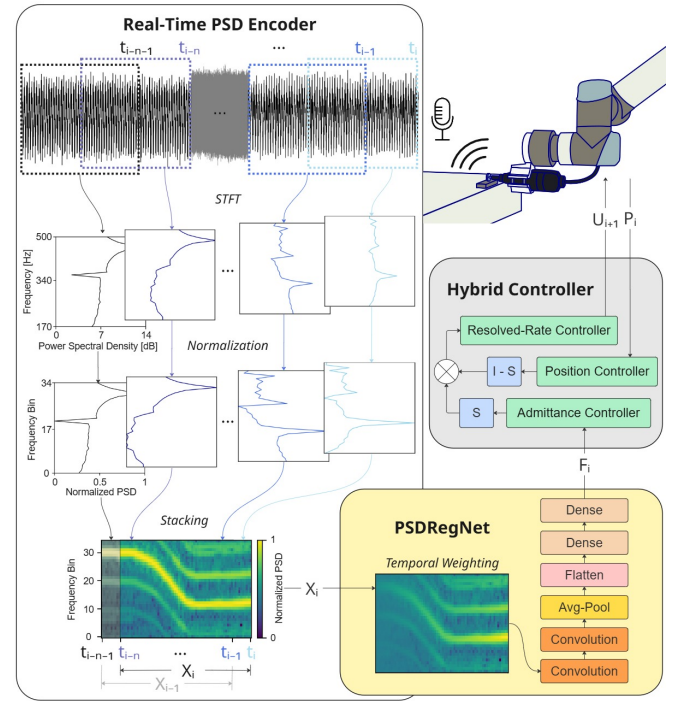 Real-Time PSD Encoder
t_{i-n-1} t_{i-n} ... t_{i-1} t_i
...
STFT
500
340
170
Frequency [Hz]
0 7 14
Power Spectral Density [dB]
...
Normalization
34
17
0
Frequency Bin
0 0.5 1
Normalized PSD
...
Stacking
30
20
10
0
Frequency Bin
1
0
Normalized PSD
t_{i-n-1} t_{i-n} ... t_{i-1} t_i
X_i
X_{i-1}
U_{i+1} P_i
Hybrid Controller
Resolved-Rate Controller
I - S
Position Controller
S
Admittance Controller
F_i
X_i
PSDRegNet
Temporal Weighting
Dense
Dense
Flatten
Avg-Pool
Convolution
Convolution